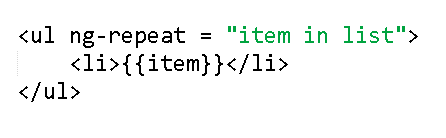 <ul ng-repeat = "item in list">
    <li>{{item}}</li>
</ul>